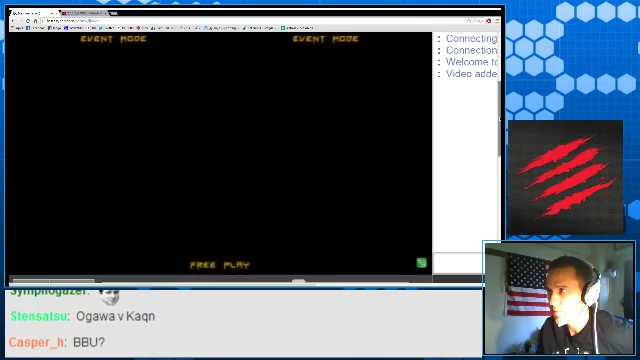 EVENT MODE EVENT MODE
FREE PLAY
: Connecting
: Connection
: Welcome to
: Video adde
Symphogazer:
Stensatsu: Ogawa v Kaqn
Casper_h: BBU?